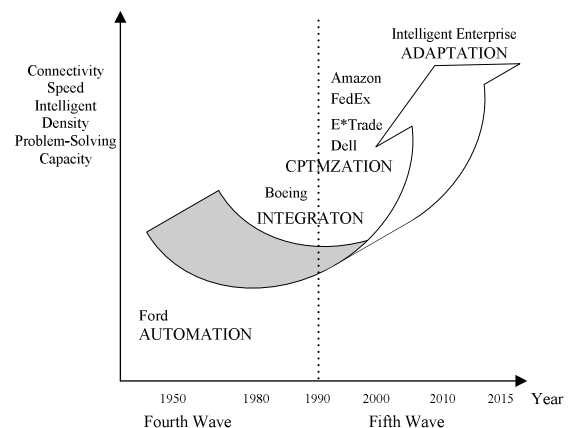 Intelligent Enterprise
ADAPTATION
Connectivity
Speed
Intelligent
Density
Problem-Solving
Capacity
Amazon
FedEx
E*Trade
Dell
CPTMZATION
Boeing
INTEGRATON
Ford
AUTOMATION
1950 1980 1990 2000 2010 2015 Year
Fourth Wave Fifth Wave